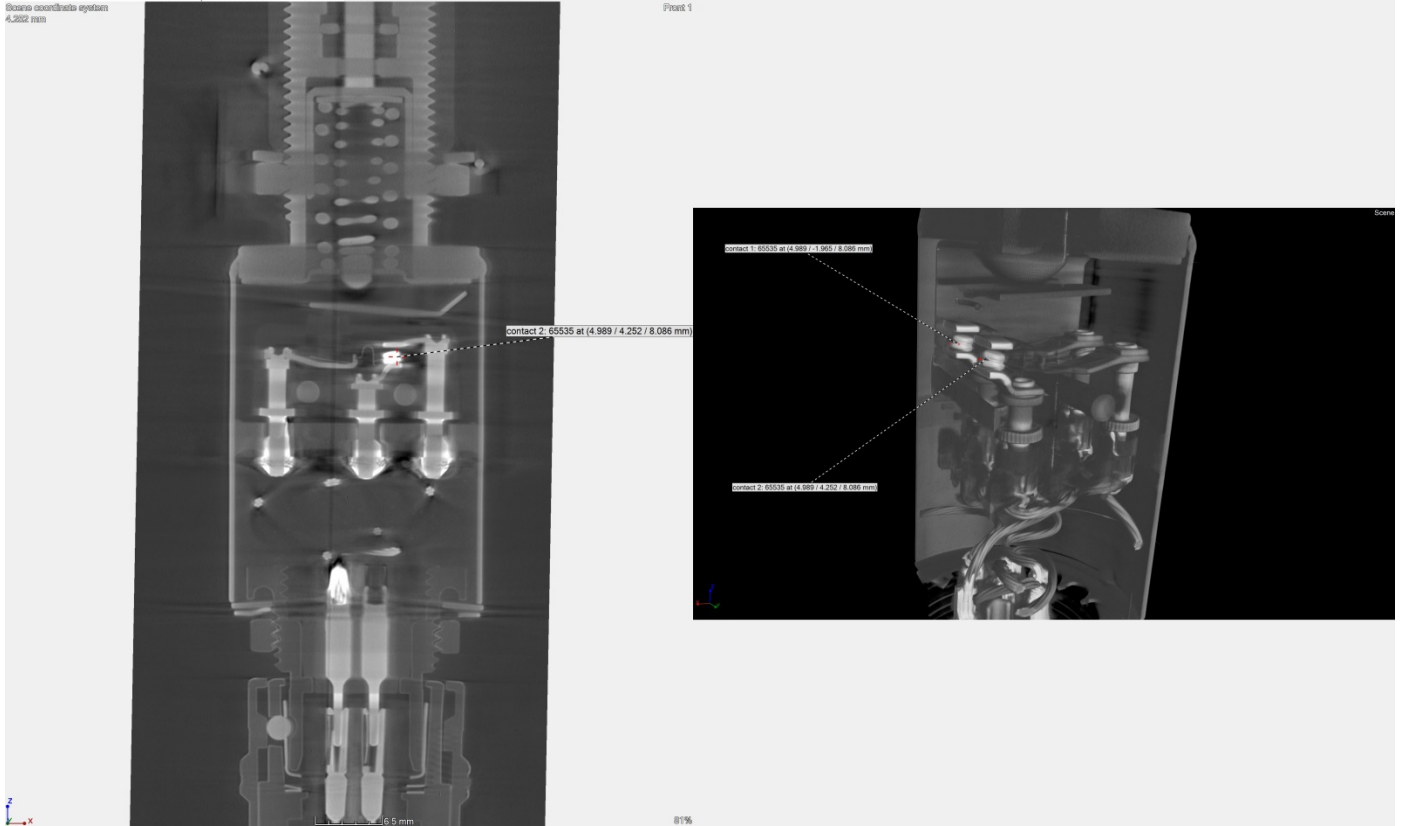 Scene coordinate system
4.252 mm
Front 1
contact 2: 65535 at (4.989 / 4.252 / 8.086 mm)
Scene
contact 1: 65535 at (4.989 / -1.965 / 8.086 mm)
contact 2: 65535 at (4.989 / 4.252 / 8.086 mm)
z
x
6.5 mm
81%